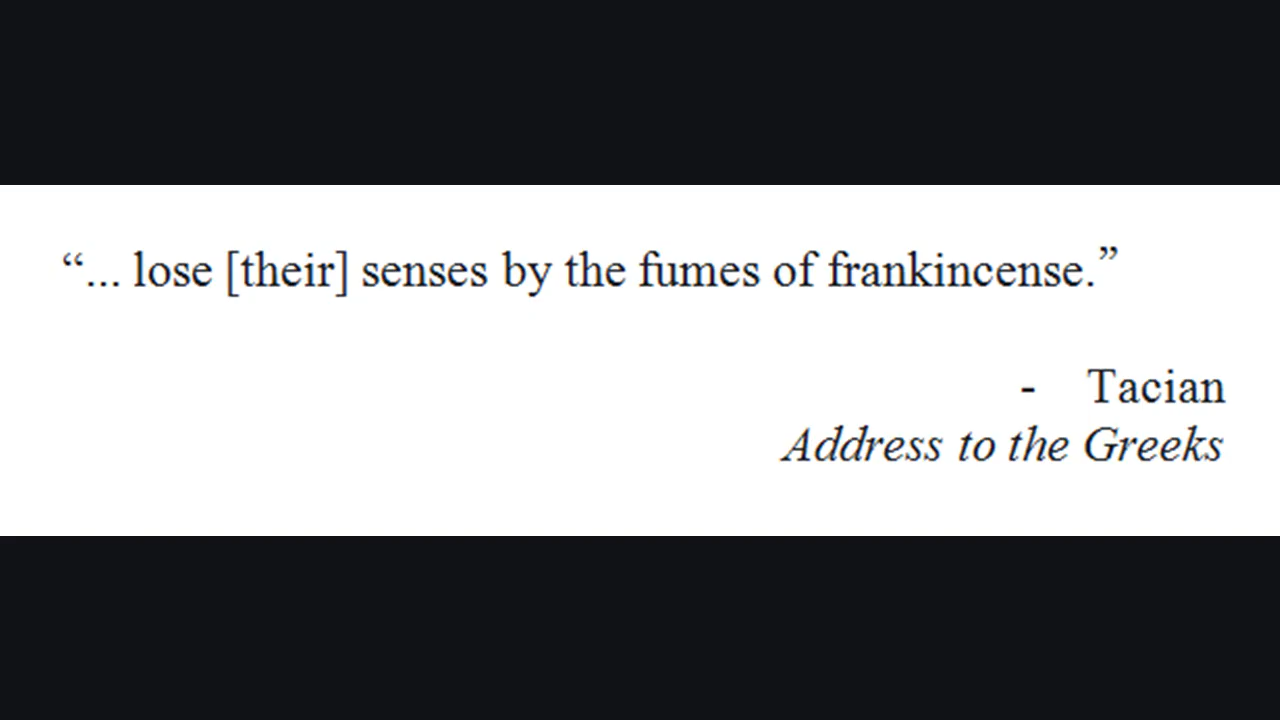 “... lose [their] senses by the fumes of frankincense.”
- Tacian
Address to the Greeks